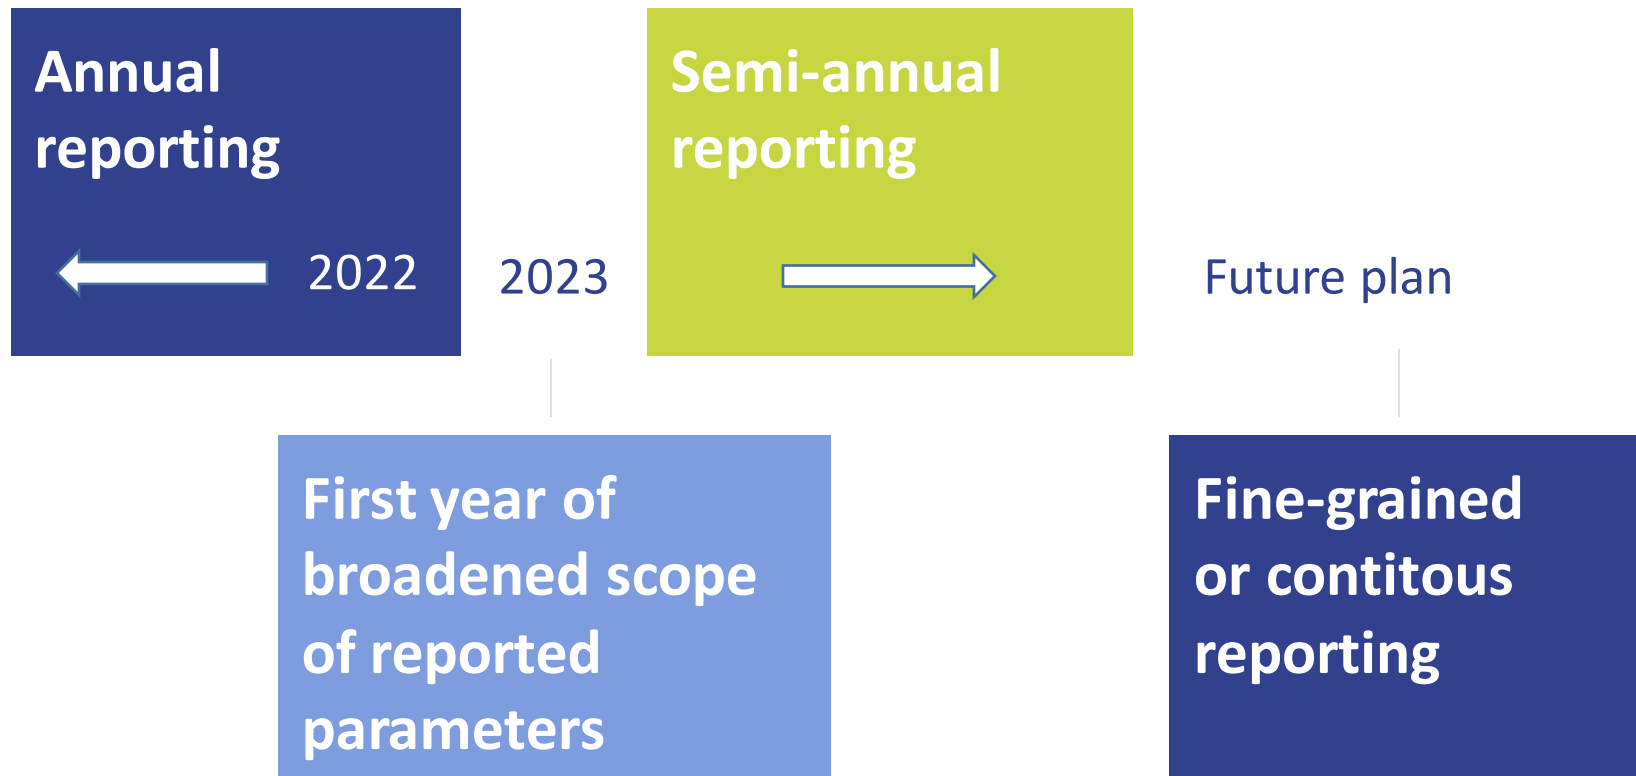 Annual
reporting
2022
2023
Semi-annual
reporting
Future plan
First year of
broadened scope
of reported
parameters
Fine-grained
or contitous
reporting